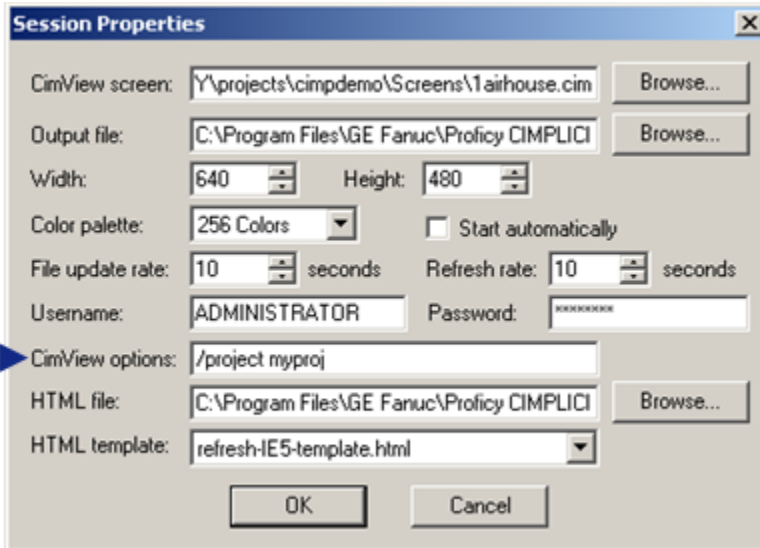 Session Properties
CimView screen: Y\projects\cimpdemo\Screens\1airhouse.cim Browse...
Output file: C:\Program Files\GE Fanuc\Proficy CIMPLICI Browse...
Width: 640 Height: 480
Color palette: 256 Colors Start automatically
File update rate: 10 seconds Refresh rate: 10 seconds
Username: ADMINISTRATOR Password: ********
CimView options: /project myproj
HTML file: C:\Program Files\GE Fanuc\Proficy CIMPLICI Browse...
HTML template: refresh-IE5-template.html
OK Cancel